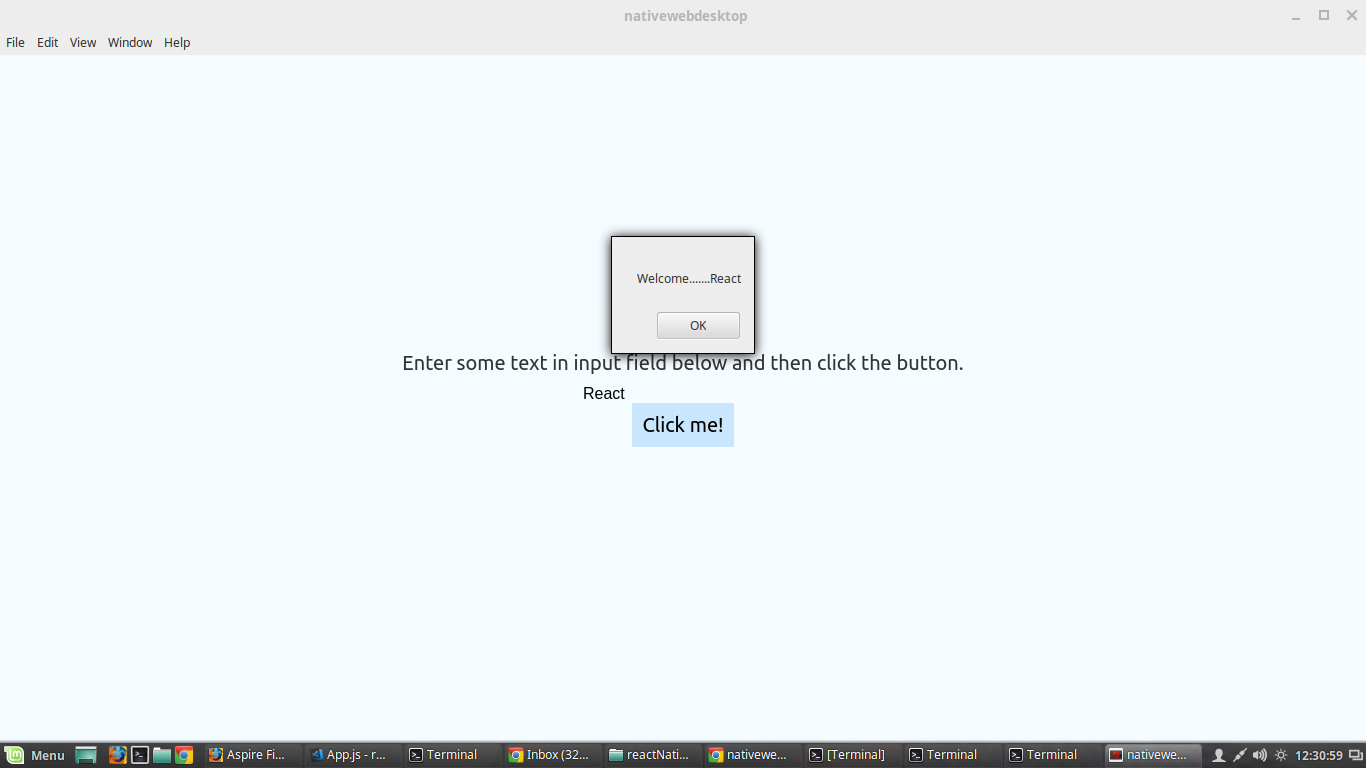 nativewebdesktop
File Edit View Window Help
Welcome.......React
OK
Enter some text in input field below and then click the button.
React
Click me!
Menu Aspire Fi... App.js - r... Terminal Inbox (32... reactNati... nativewe... [Terminal] Terminal Terminal nativewe... 12:30:59